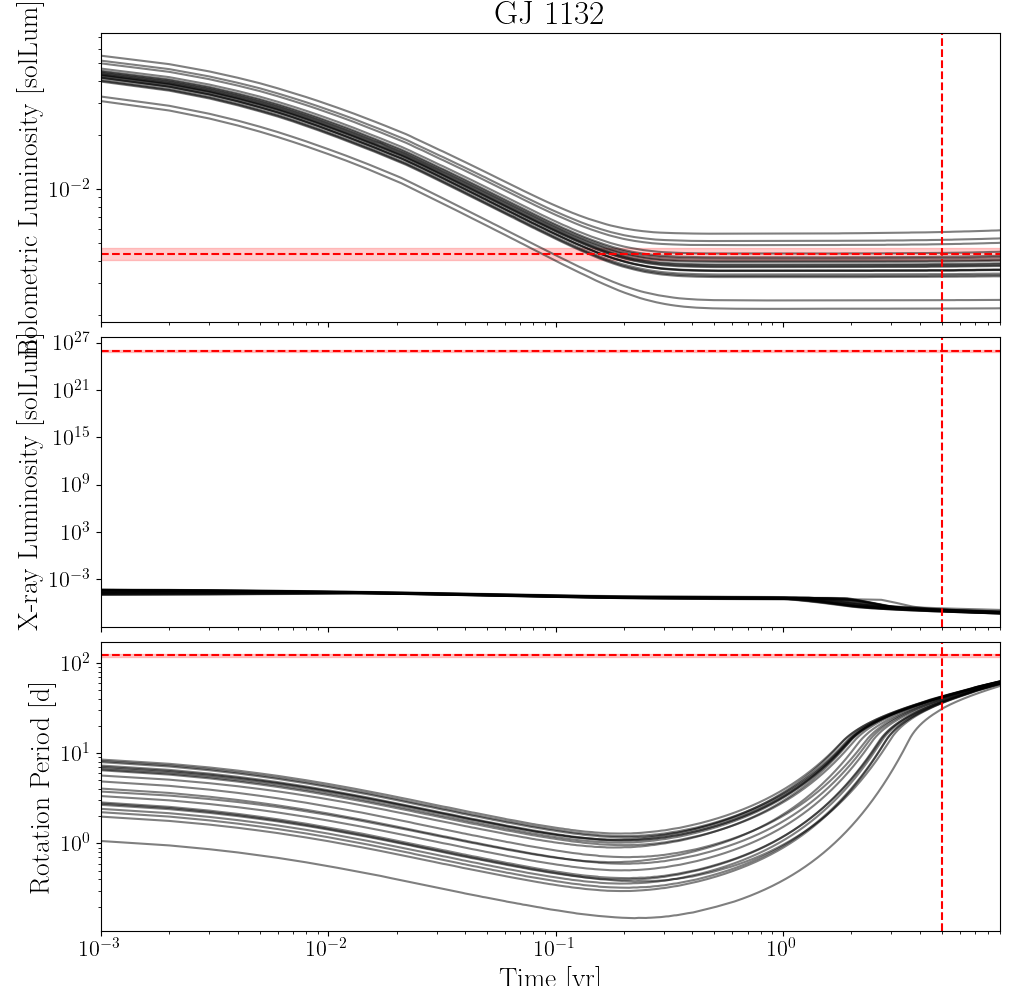 GJ 1132
Bolometric Luminosity [solLum]
10^{-2}
X-ray Luminosity [solLum]
10^{27}
10^{21}
10^{15}
10^{9}
10^{3}
10^{-3}
Rotation Period [d]
10^{2}
10^{1}
10^{0}
10^{-3}
10^{-2}
10^{-1}
10^{0}
Time [yr]